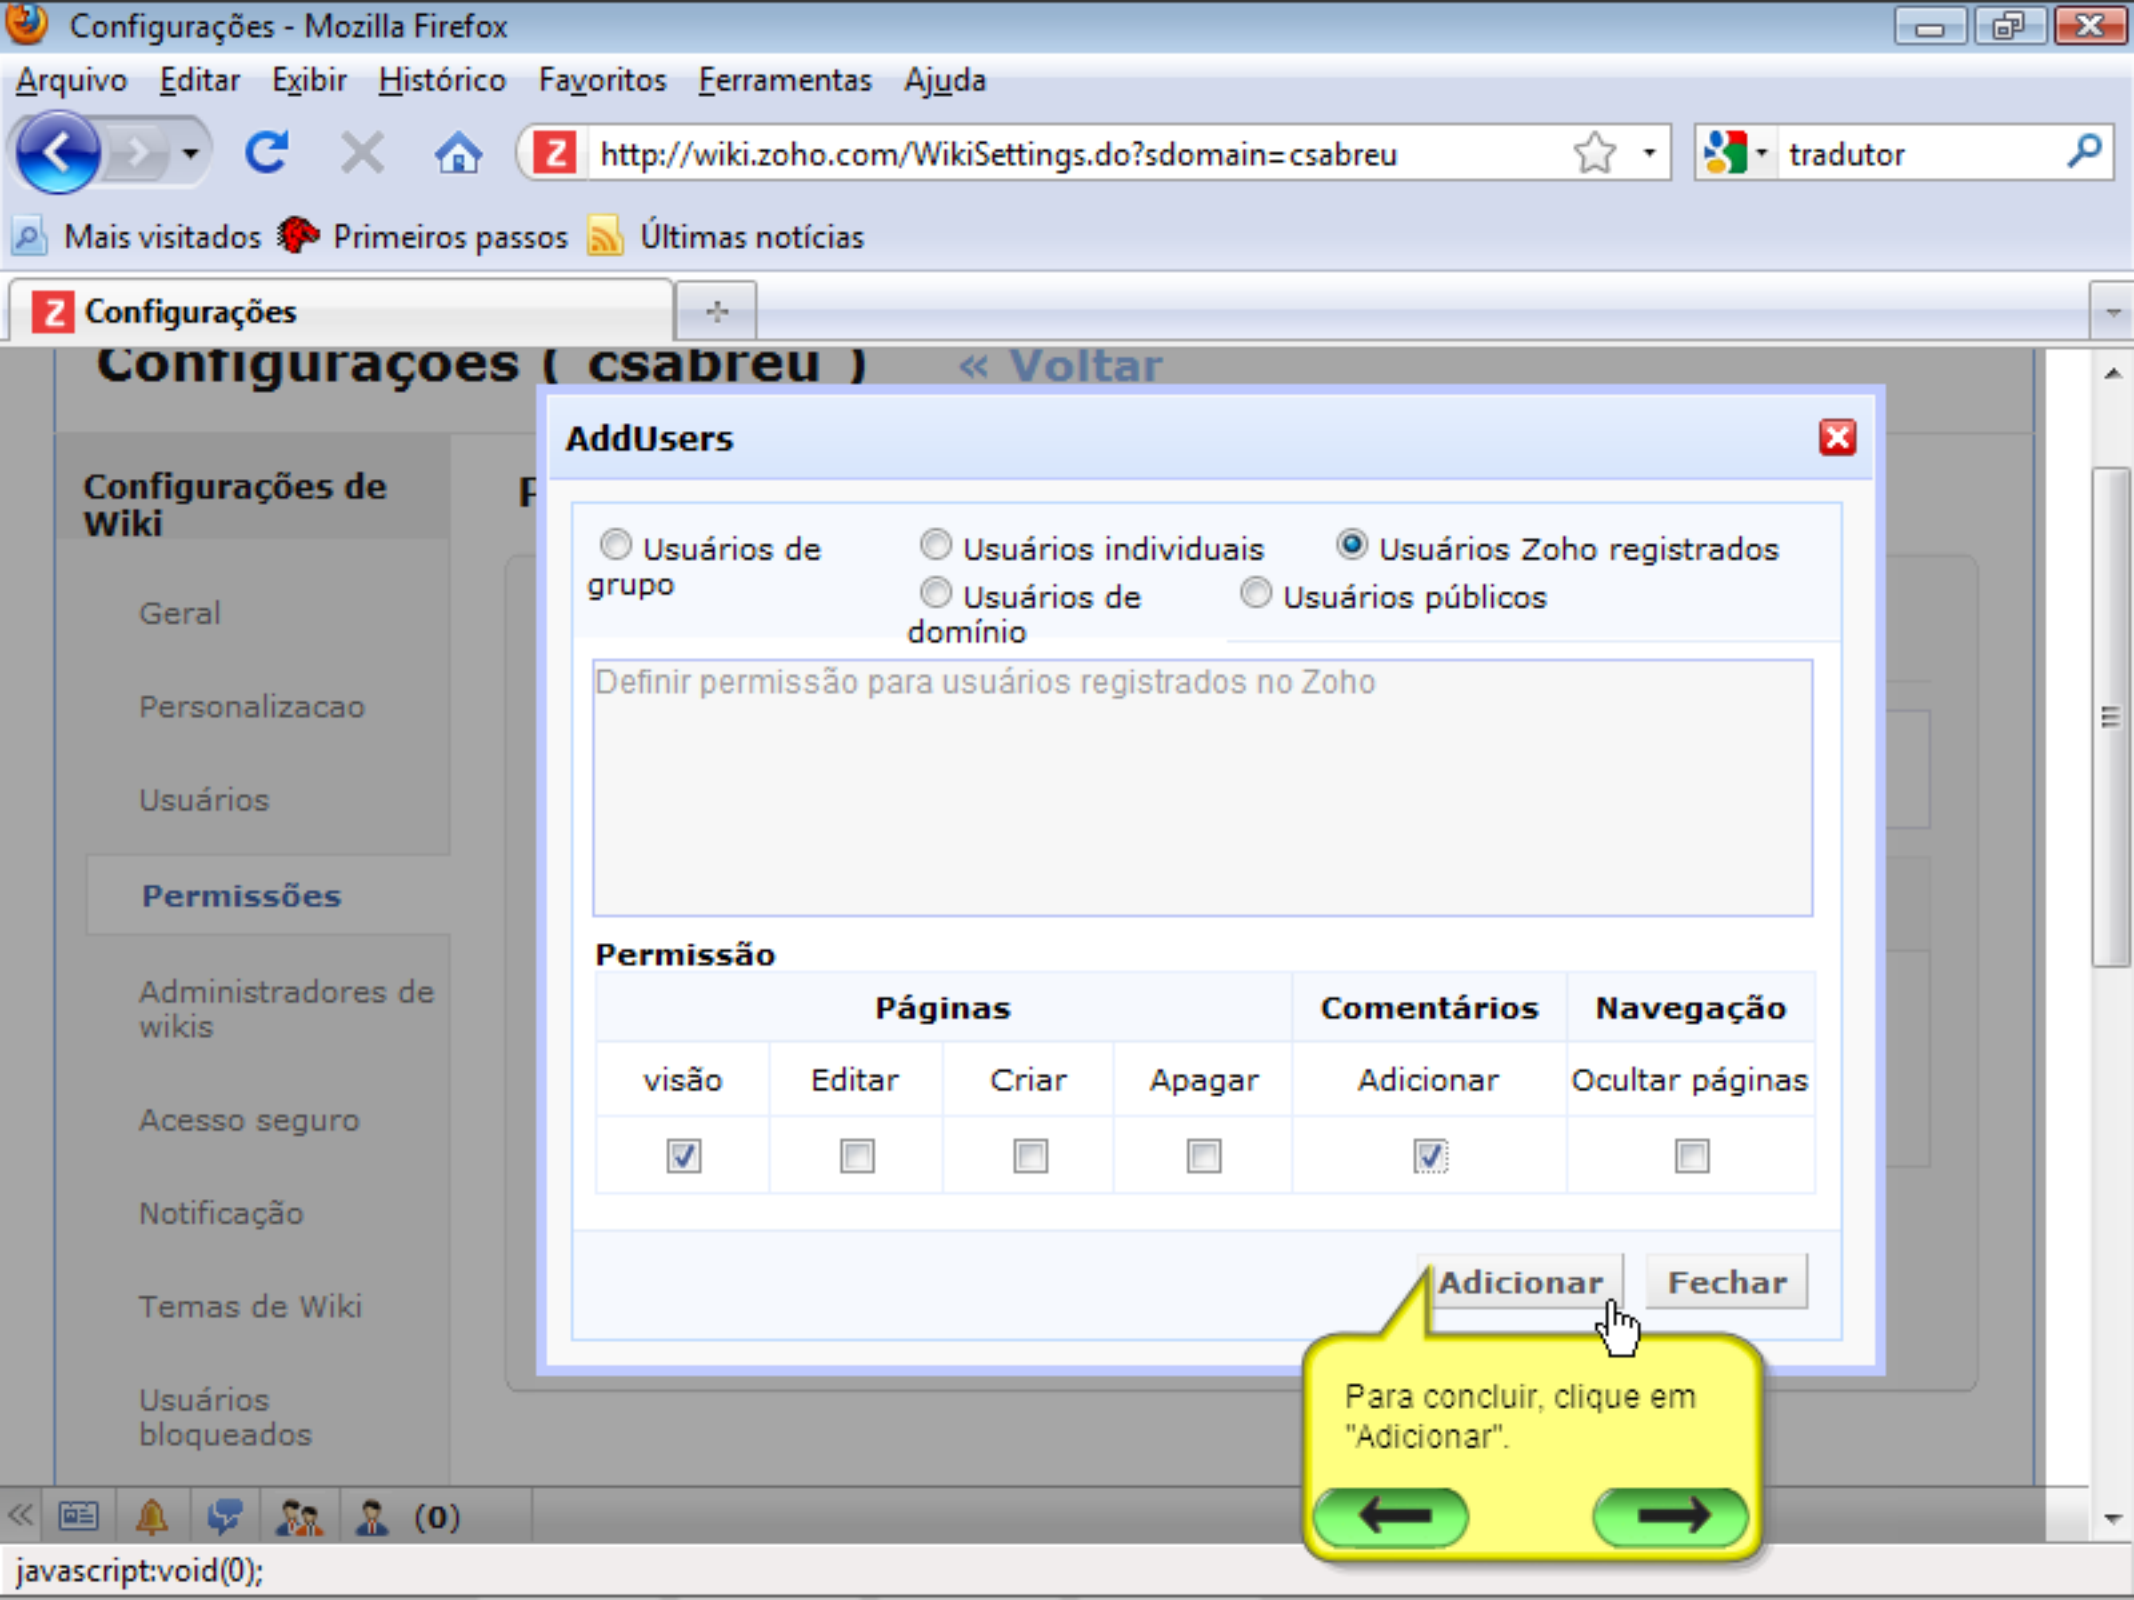 Configurações - Mozilla Firefox
Arquivo Editar Exibir Histórico Favoritos Ferramentas Ajuda
Z http://wiki.zoho.com/WikiSettings.do?sdomain=csabreu tradutor
Mais visitados Primeiros passos Últimas notícias
Z Configurações
Configurações ( csabreu ) « Voltar
AddUsers
Configurações de
Wiki
Geral
Personalizacao
Usuários
Permissões
Administradores de
wikis
Acesso seguro
Notificação
Temas de Wiki
Usuários
bloqueados
Usuários de
grupo
Usuários individuais
Usuários Zoho registrados
Usuários de
domínio
Usuários públicos
Definir permissão para usuários registrados no Zoho
Permissão
Páginas Comentários Navegação
visão Editar Criar Apagar Adicionar Ocultar páginas
Adicionar Fechar
Para concluir, clique em
"Adicionar".
(0)
javascript:void(0);